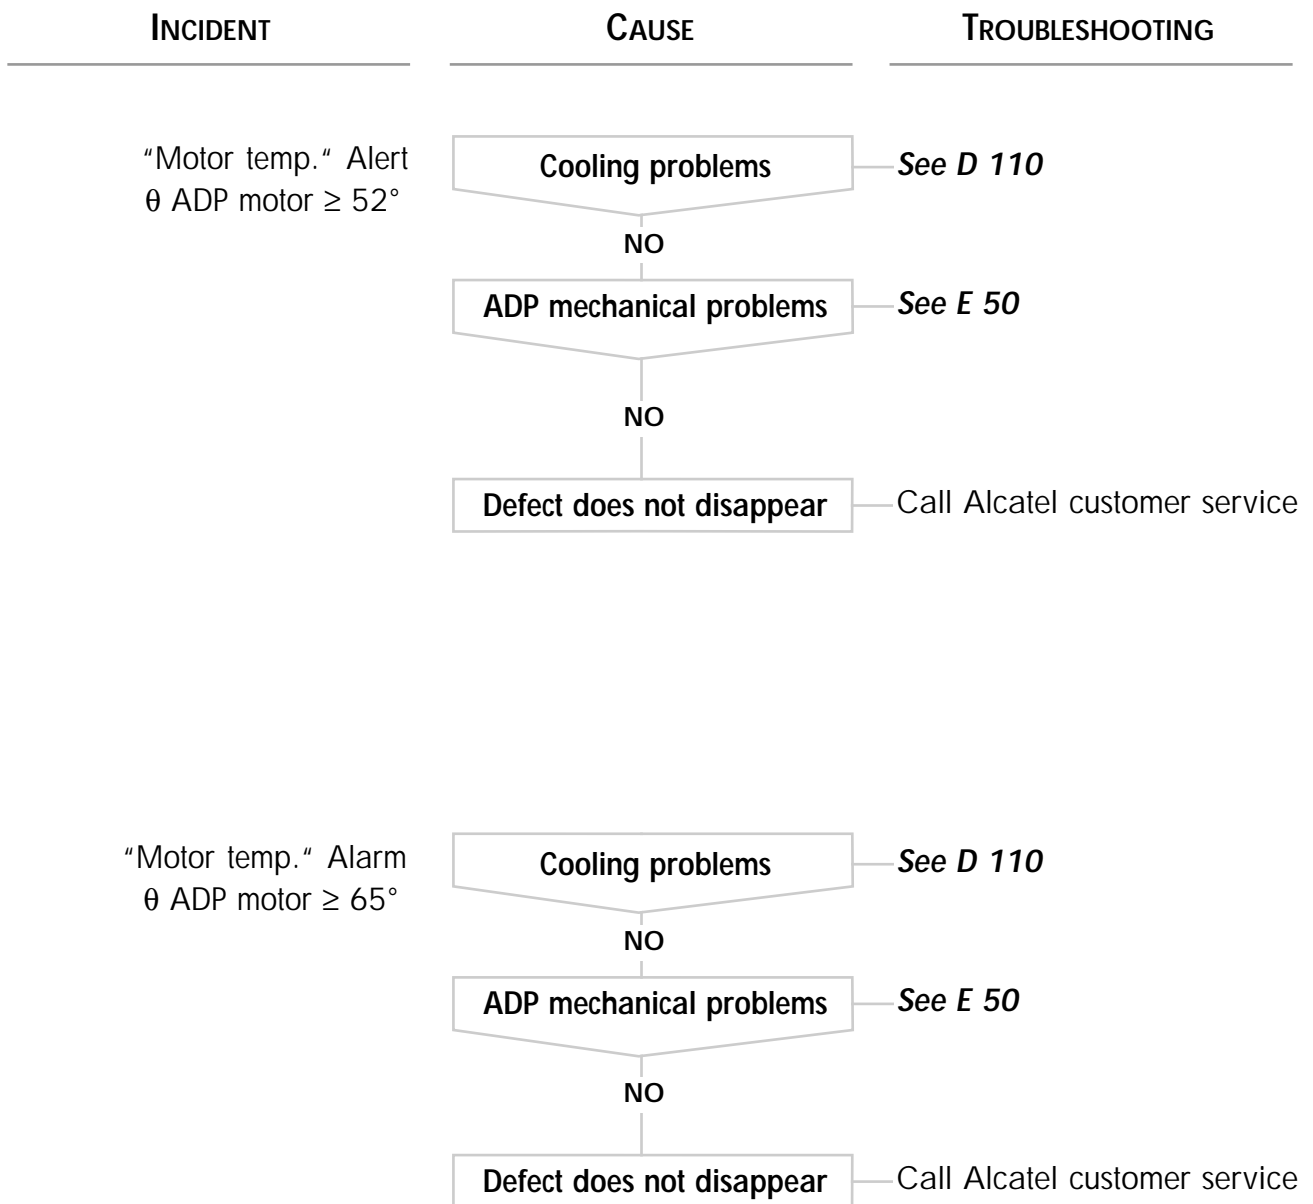 INCIDENT
CAUSE
TROUBLESHOOTING
“Motor temp.“ Alert
θ ADP motor ≥ 52°
Cooling problems
See D 110
NO
ADP mechanical problems
See E 50
NO
Defect does not disappear
Call Alcatel customer service
“Motor temp.“ Alarm
θ ADP motor ≥ 65°
Cooling problems
See D 110
NO
ADP mechanical problems
See E 50
NO
Defect does not disappear
Call Alcatel customer service